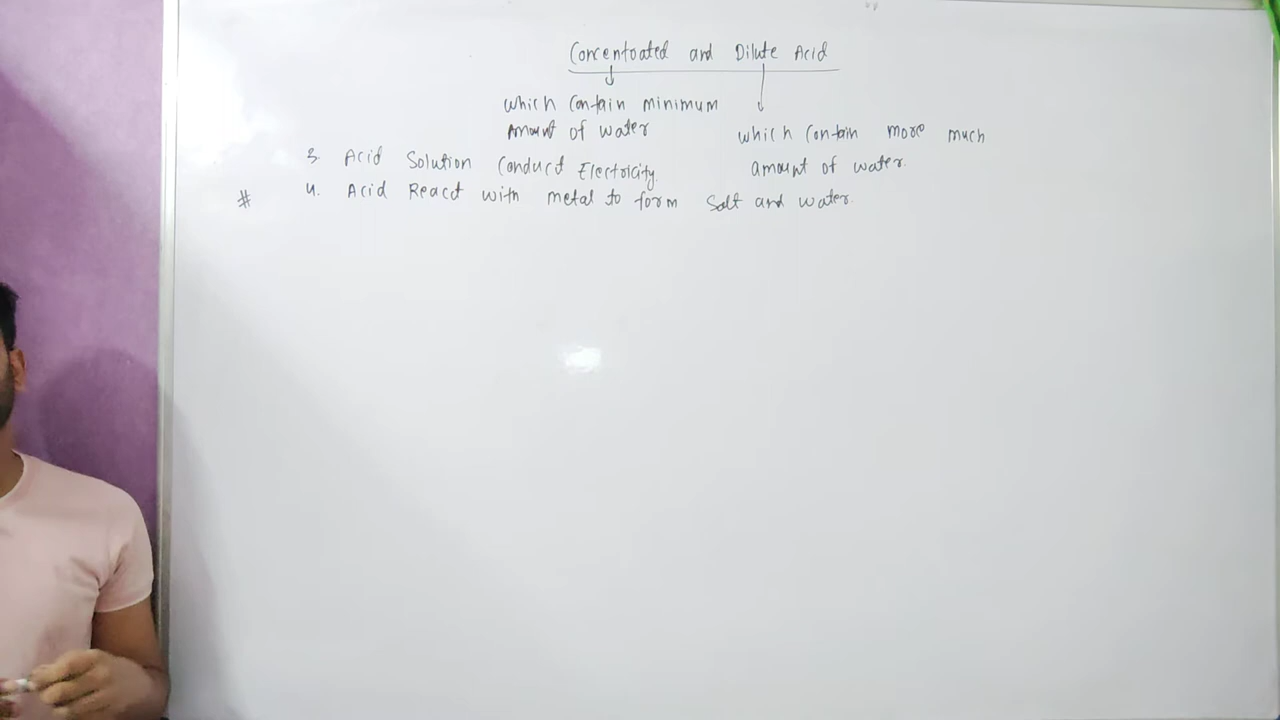 Concentrated and Dilute Acid
which contain minimum
Amount of water
which contain more much
amount of water.
3. Acid Solution Conduct Electricity.
# 4. Acid React with metal to form Salt and water.